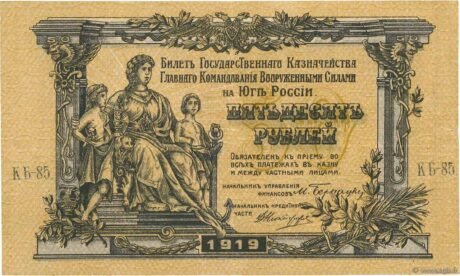 Билетъ Государственнаго Казначейства
Главнаго Командованія Вооруженными Силами
на Югѣ Россіи
ПЯТЬДЕСЯТЪ
РУБЛЕЙ
ОБЯЗАТЕЛЕНЪ КЪ ПРІЕМУ ВО
ВСѢХЪ ПЛАТЕЖАХЪ ВЪ КАЗНУ
И МЕЖДУ ЧАСТНЫМИ ЛИЦАМИ.
КБ-85
КБ-85
НАЧАЛЬНИКЪ УПРАВЛЕНІЯ
ФИНАНСОВЪ
НАЧАЛЬНИКЪ КРЕДИТНОЙ
ЧАСТИ
1919